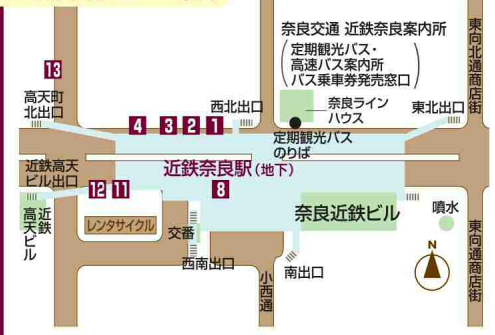 奈良交通 近鉄奈良案内所
定期観光バス・
高速バス案内所
バス乗車券発売窓口
東向北通商店街
13
高天町
北出口
4
3
2
1
西北出口
奈良ライン
ハウス
東北出口
定期観光バス
のりば
近鉄高天
ビル出口
近鉄奈良駅(地下)
12
11
8
近鉄
高天ビル
レンタサイクル
交番
奈良近鉄ビル
噴水
西南出口
小西通
南出口
N
東向通商店街